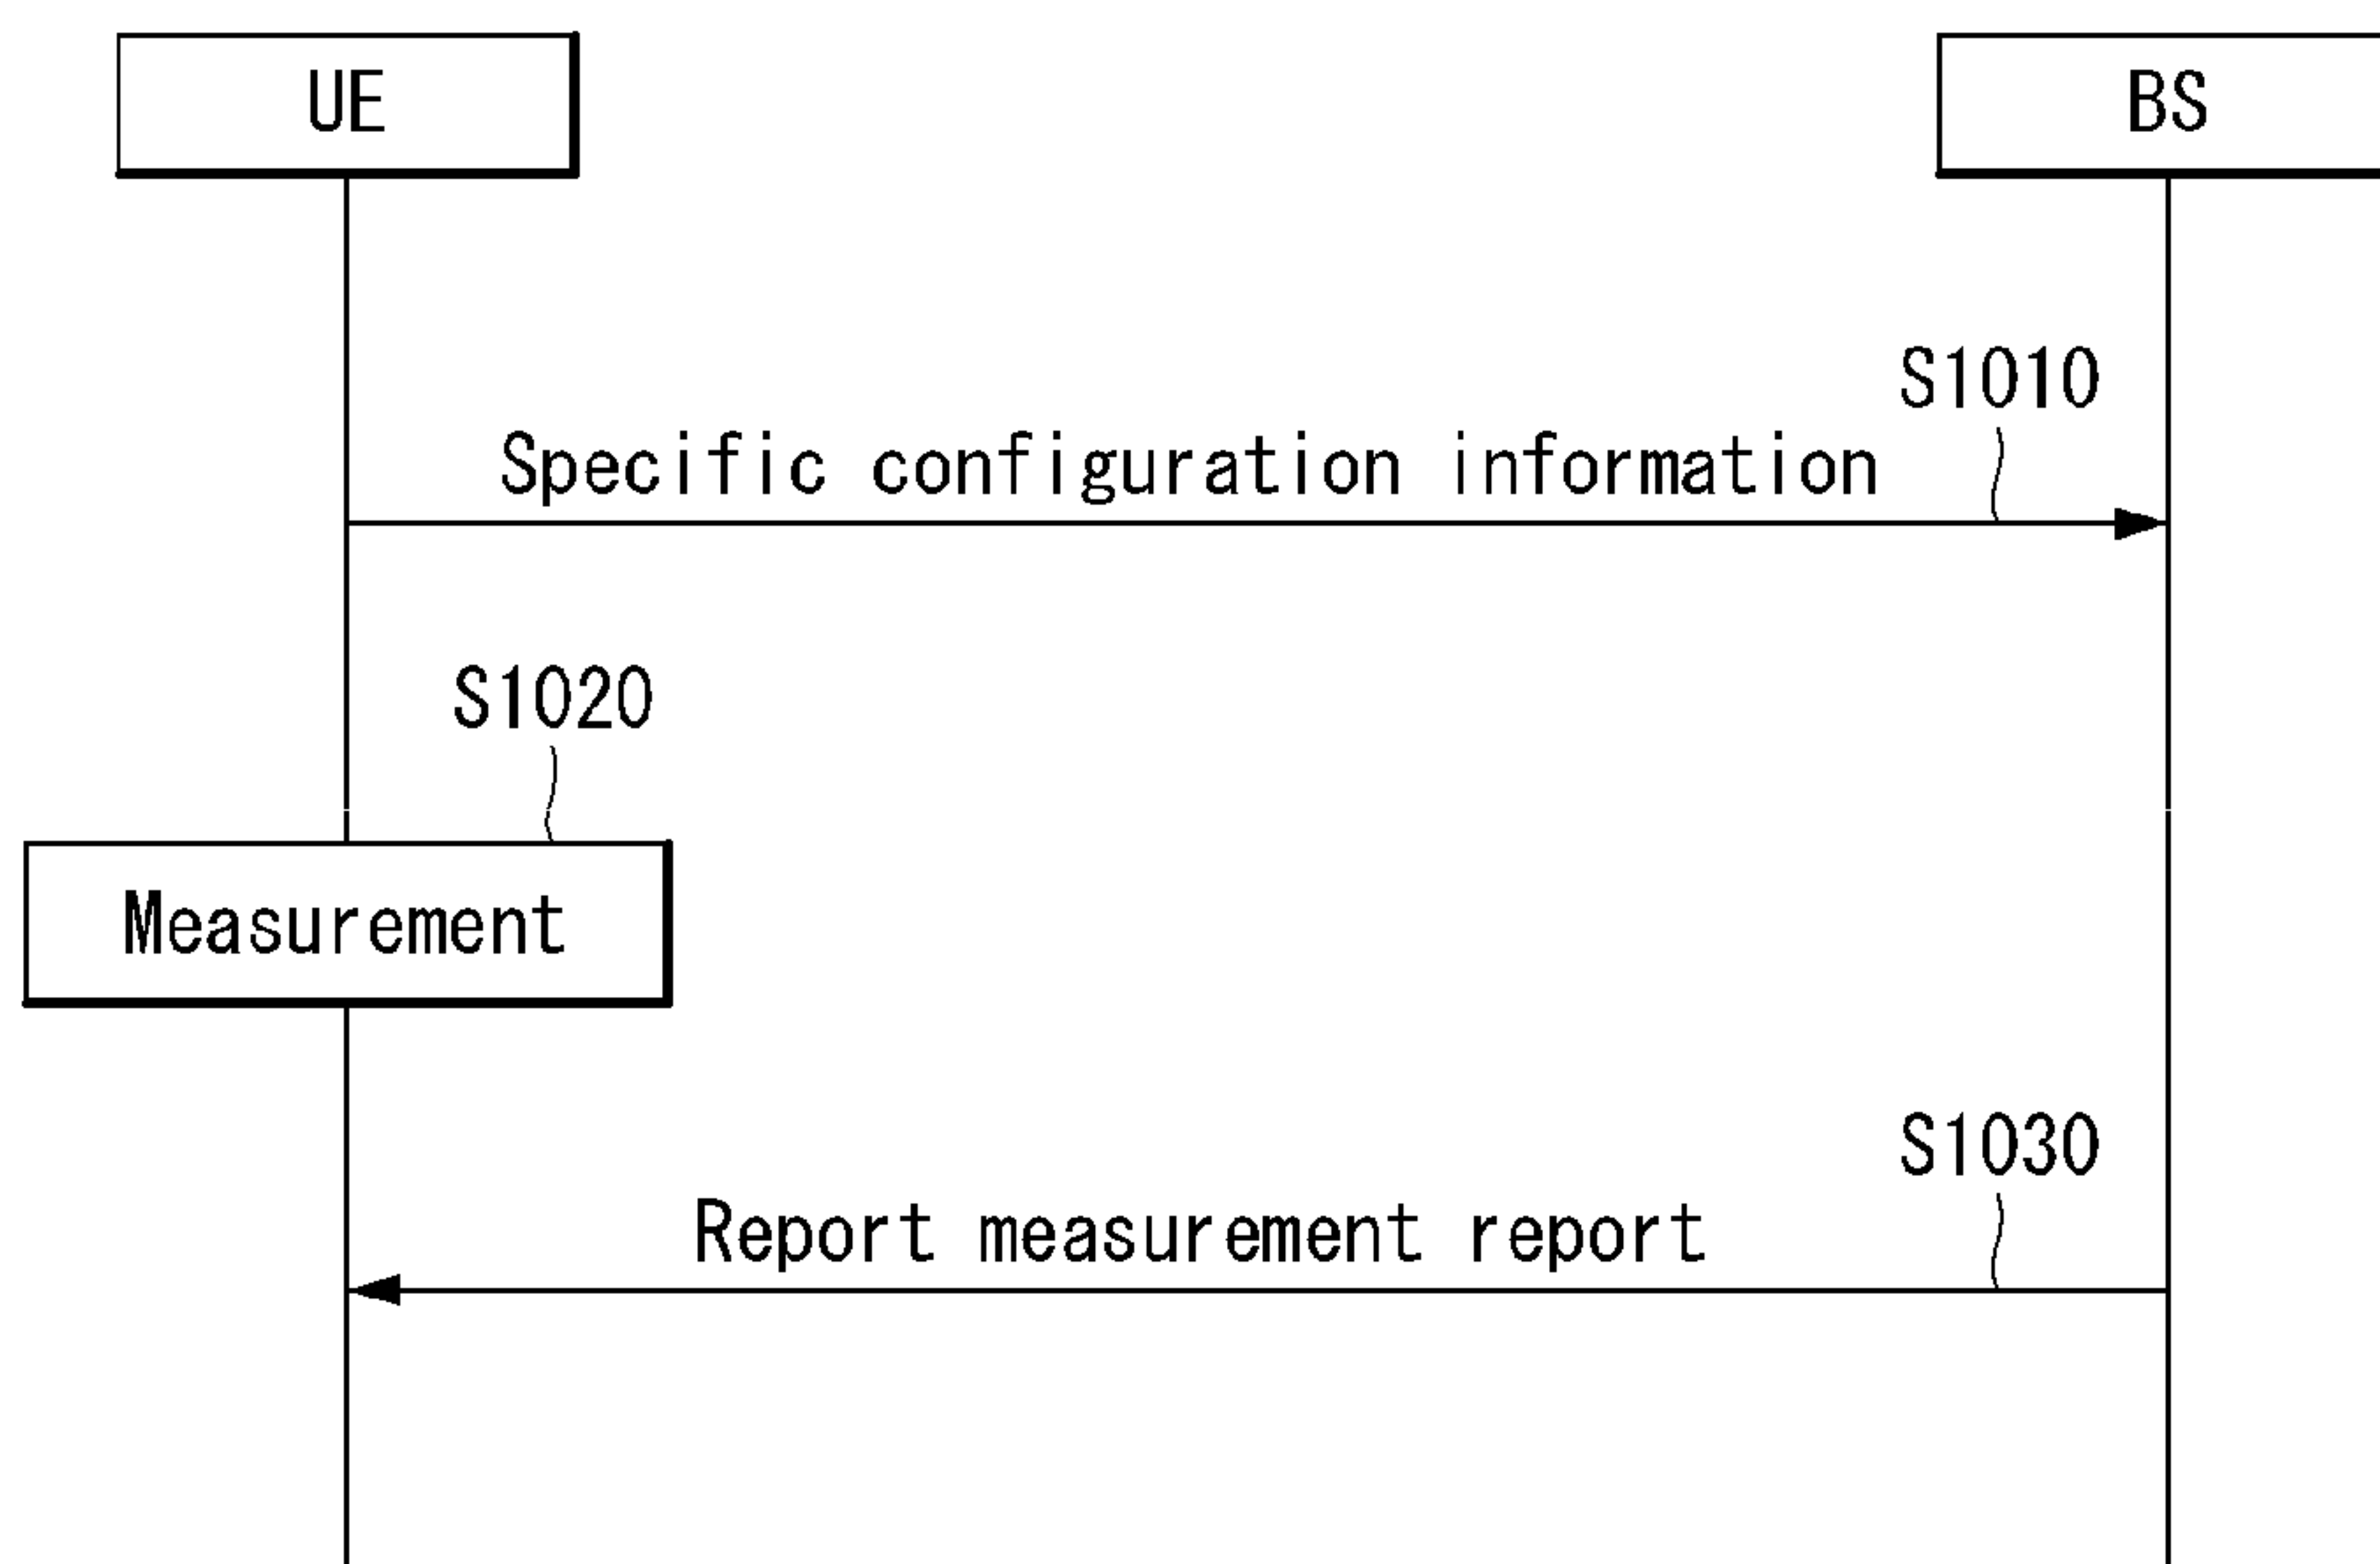 UE
BS
S1010
Specific configuration information
S1020
Measurement
S1030
Report measurement report